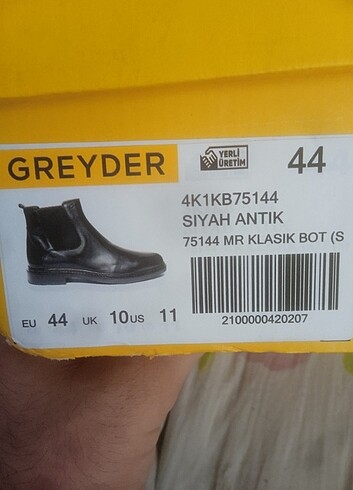 GREYDER
YERLİ
ÜRETİM
44
4K1KB75144
SIYAH ANTIK
75144 MR KLASIK BOT (S
EU 44 UK 10 US 11
2100000420207